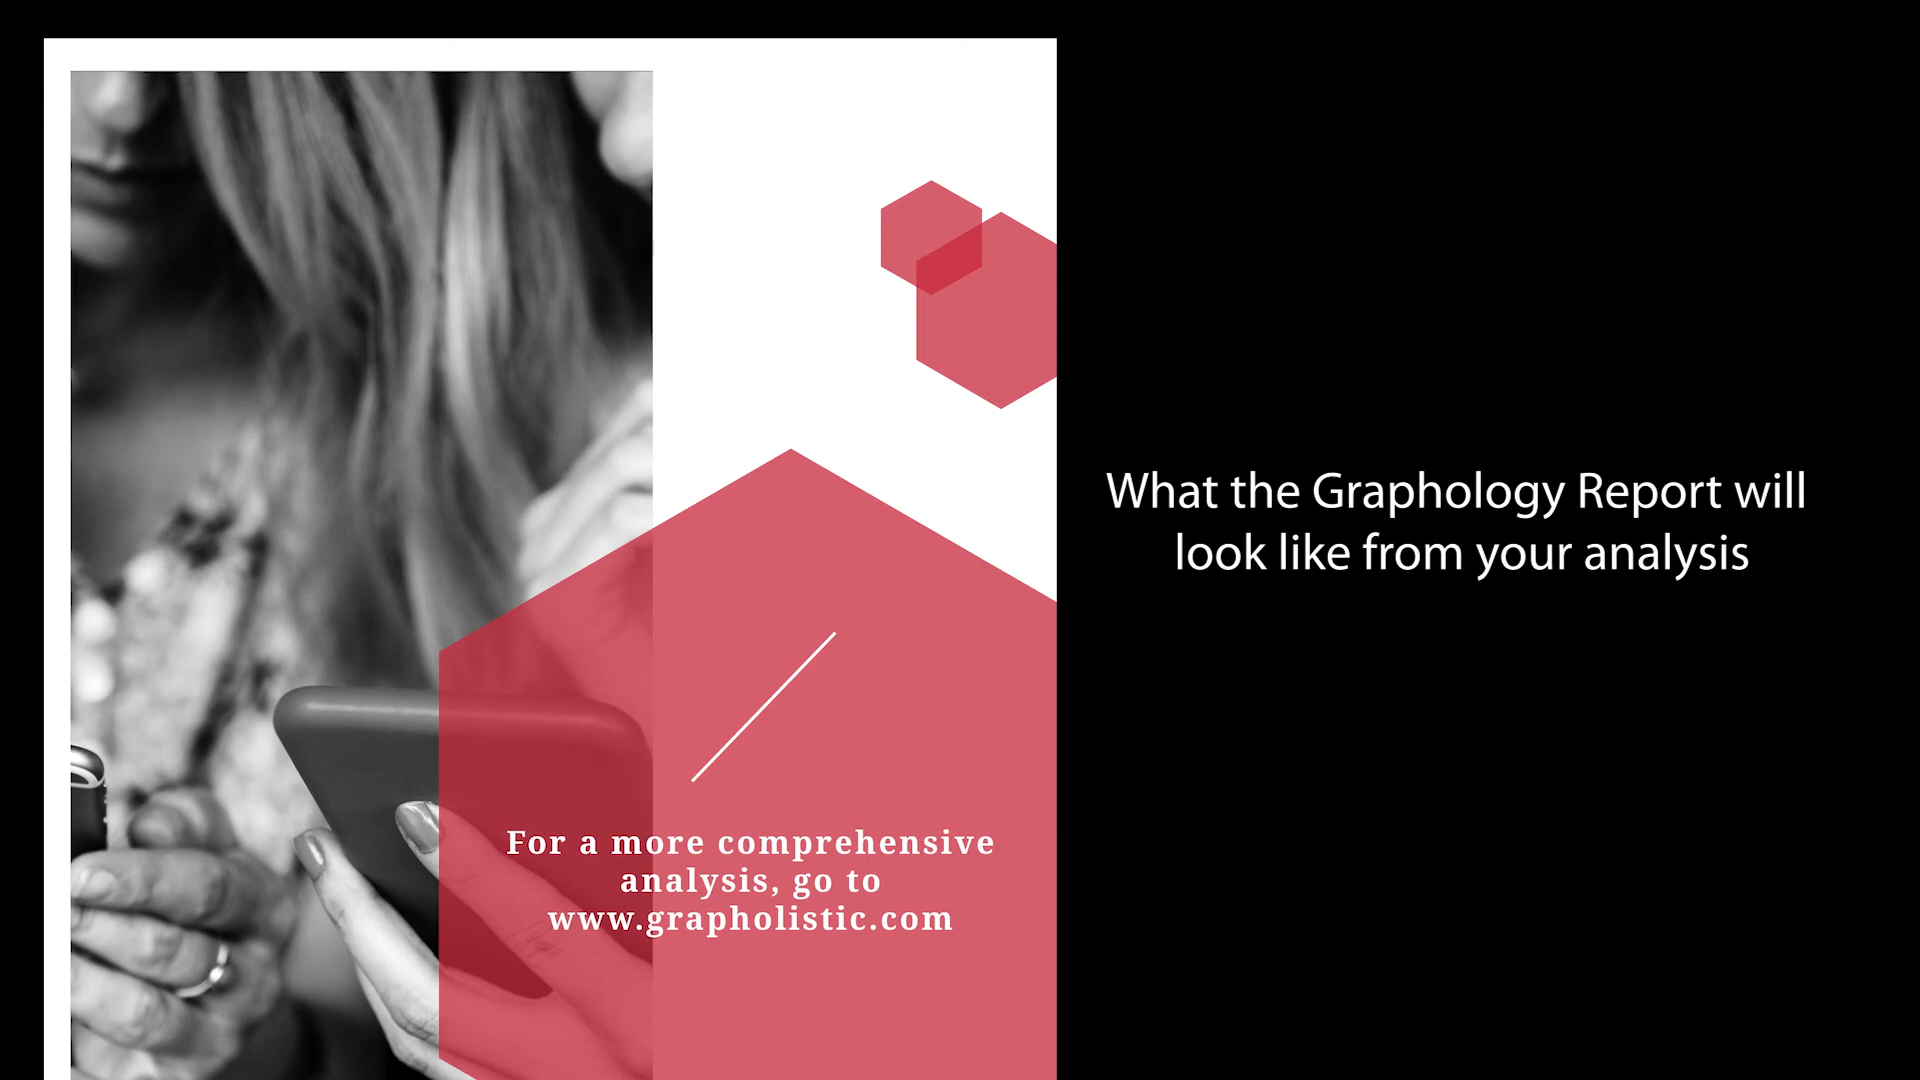 For a more comprehensive
analysis, go to
www.grapholistic.com
What the Graphology Report will
look like from your analysis